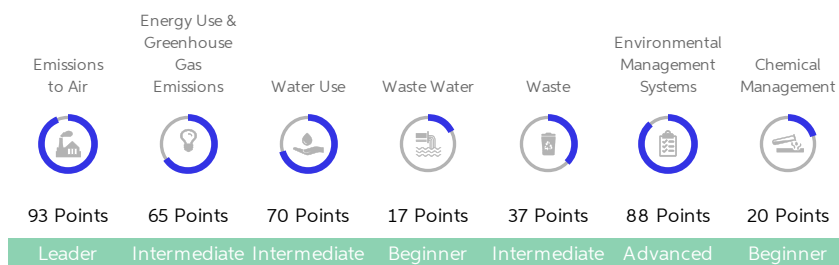 Emissions
to Air
Energy Use &
Greenhouse
Gas
Emissions
Water Use
Waste Water
Waste
Environmental
Management
Systems
Chemical
Management
93 Points
65 Points
70 Points
17 Points
37 Points
88 Points
20 Points
Leader
Intermediate
Intermediate
Beginner
Intermediate
Advanced
Beginner